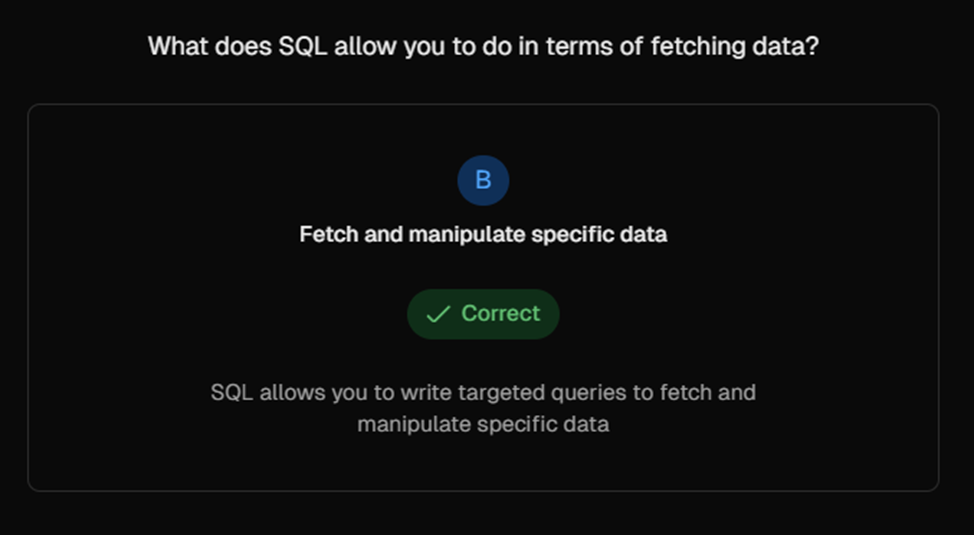 What does SQL allow you to do in terms of fetching data?
B
Fetch and manipulate specific data
Correct
SQL allows you to write targeted queries to fetch and
manipulate specific data